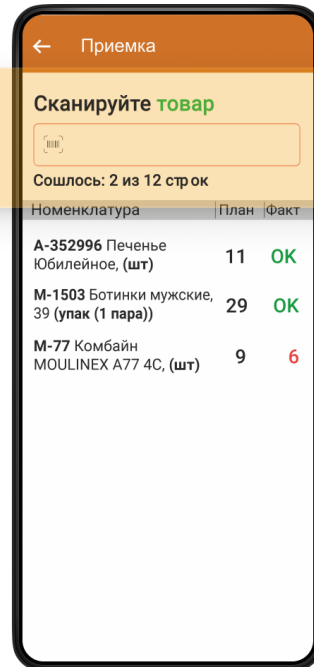 Приемка
Сканируйте товар
Сошлось: 2 из 12 строк
Номенклатура План Факт
А-352996 Печенье
Юбилейное, (шт) 11 OK
М-1503 Ботинки мужские,
39 (упак (1 пара)) 29 OK
М-77 Комбайн
MOULINEX A77 4C, (шт) 9 6